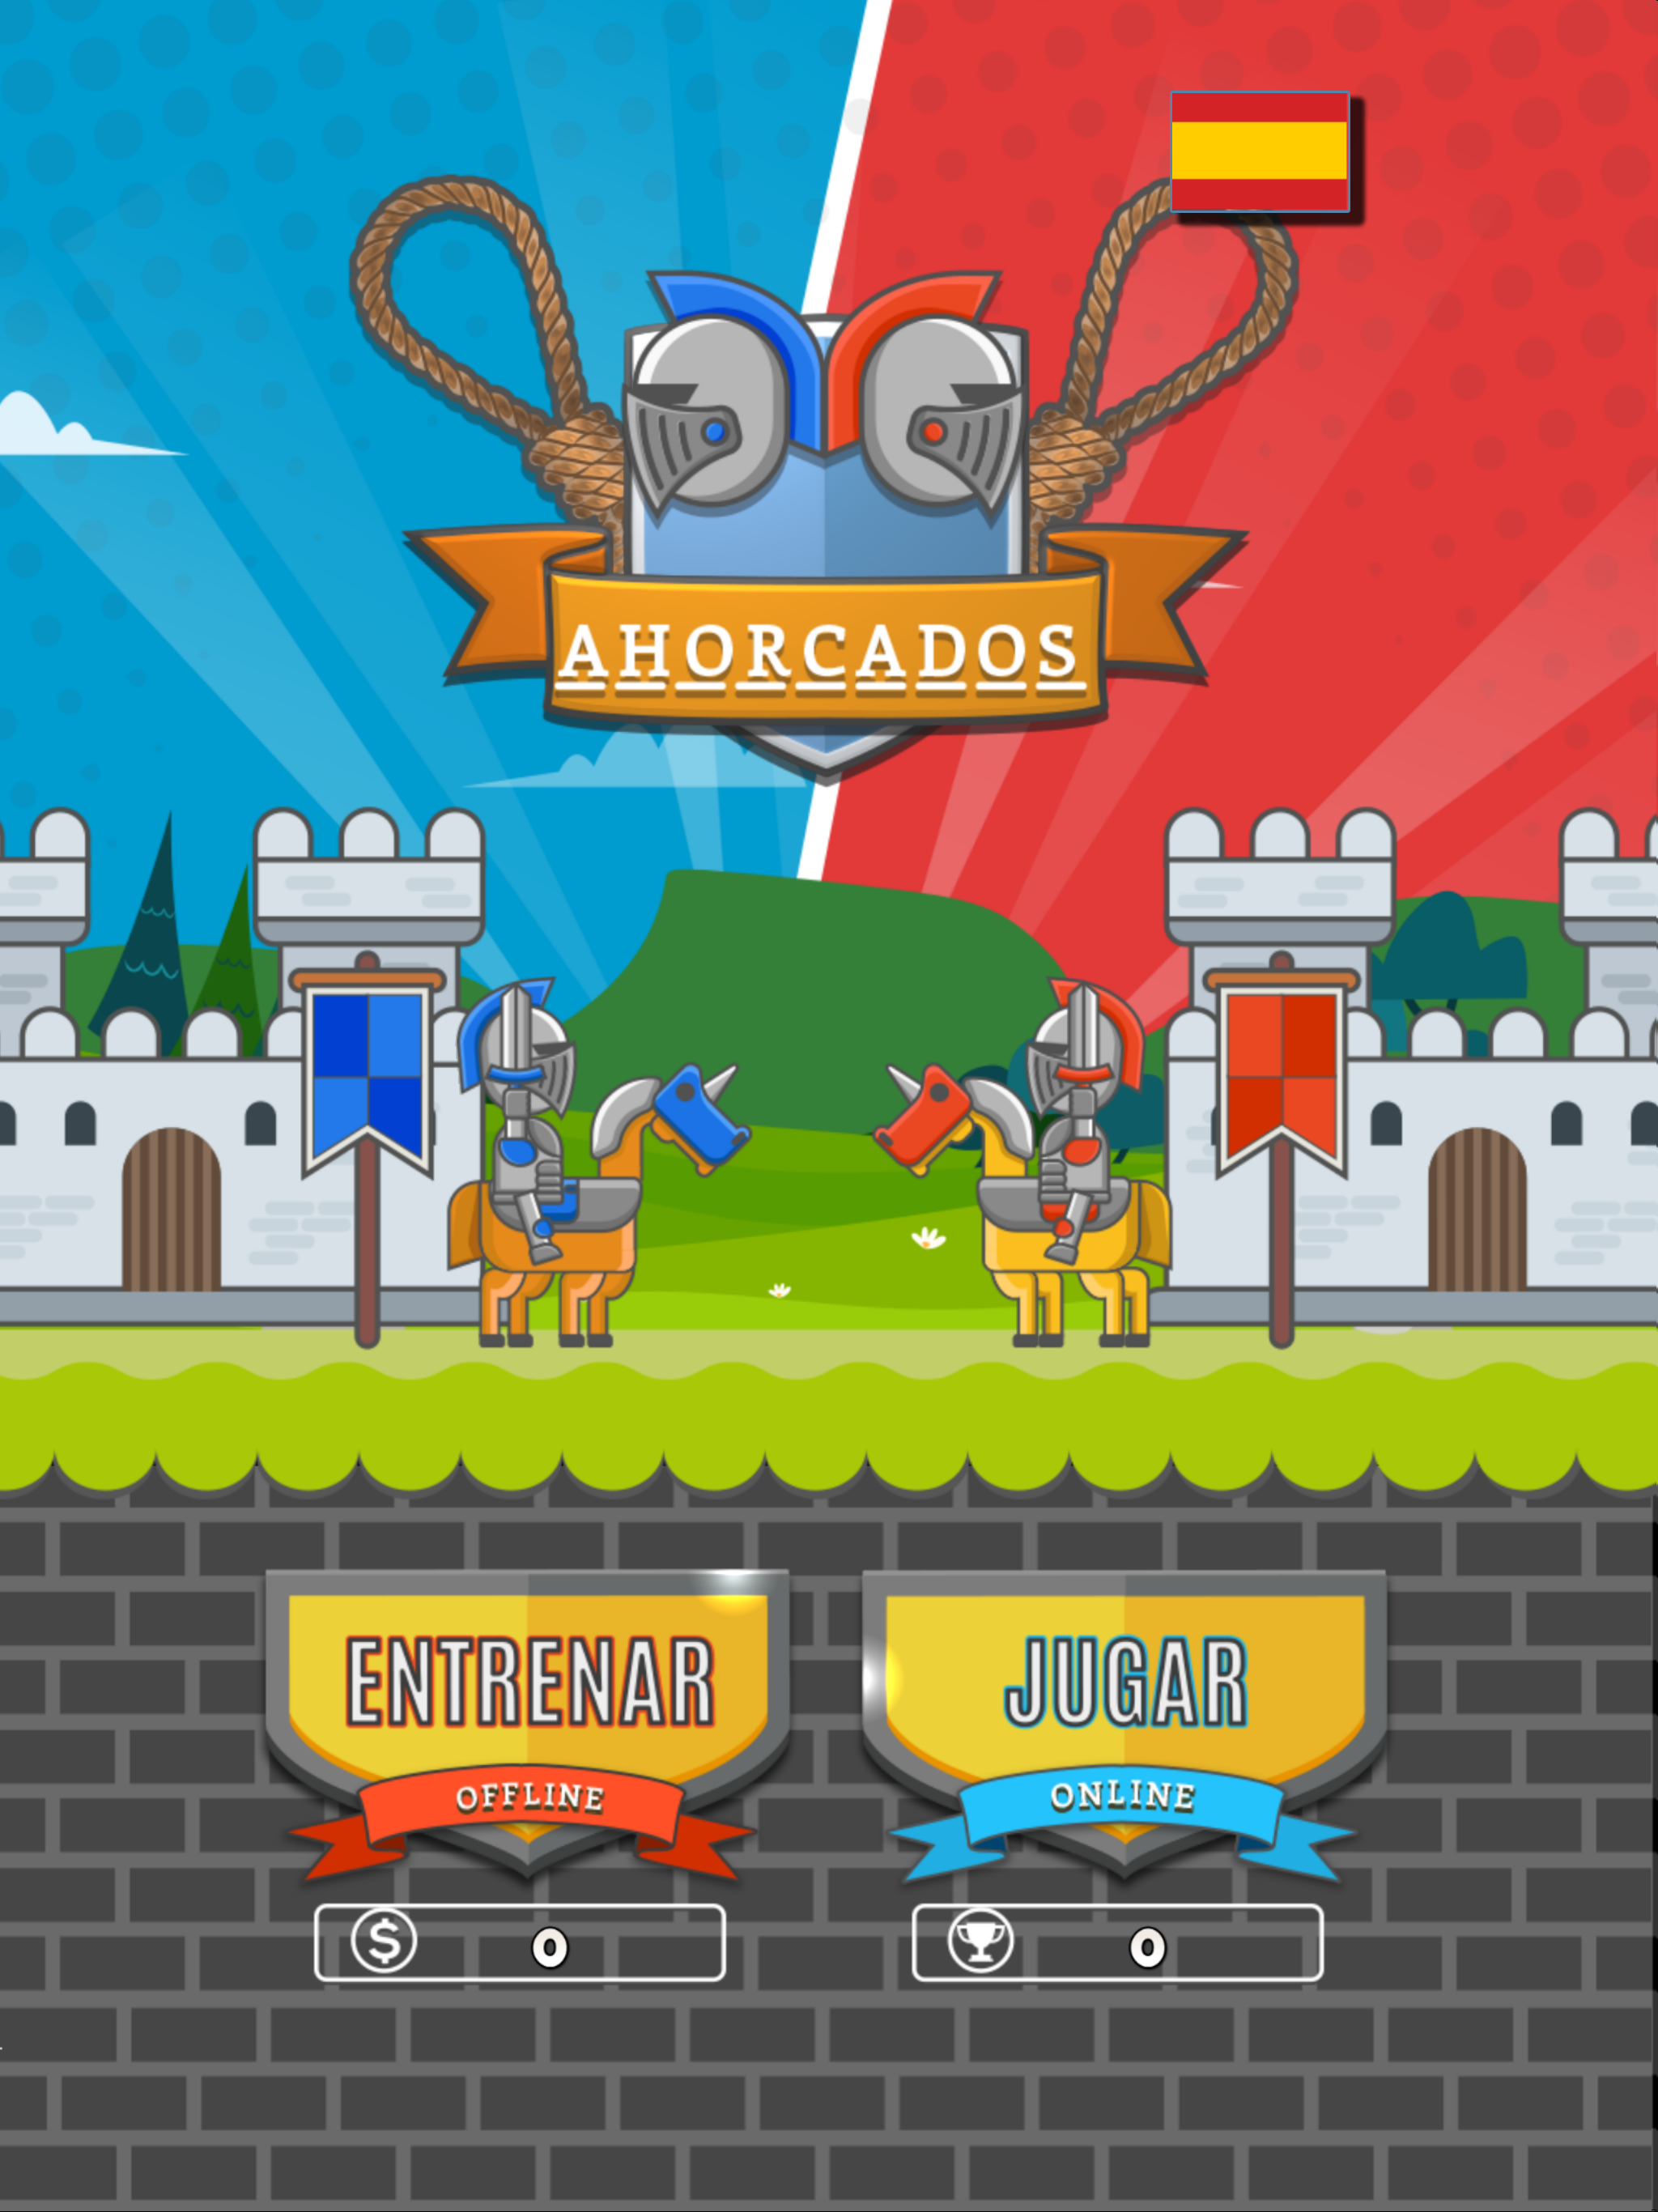 AHORCADOS
ENTRENAR
OFFLINE
JUGAR
ONLINE
$ 0
0